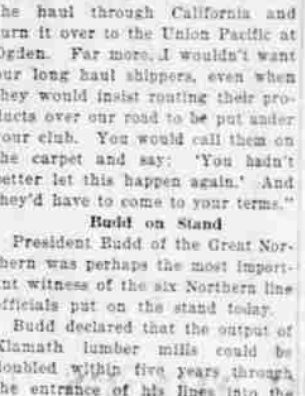 he haul through California and
urn it over to the Union Pacific at
Ogden. Far more, I wouldn't want
our long haul shippers, even when
hey would insist routing their pro-
ducts over our road to be put under
your club. You would call them on
the carpet and say: 'You hadn't
better let this happen again.' And
they'd have to come to your terms."
Budd on Stand
President Budd of the Great Nor-
thern was perhaps the most import-
ant witness of the six Northern line
officials put on the stand today.
Budd declared that the output of
Klamath lumber mills could be
doubled within five years through
the entrance of his lines into the